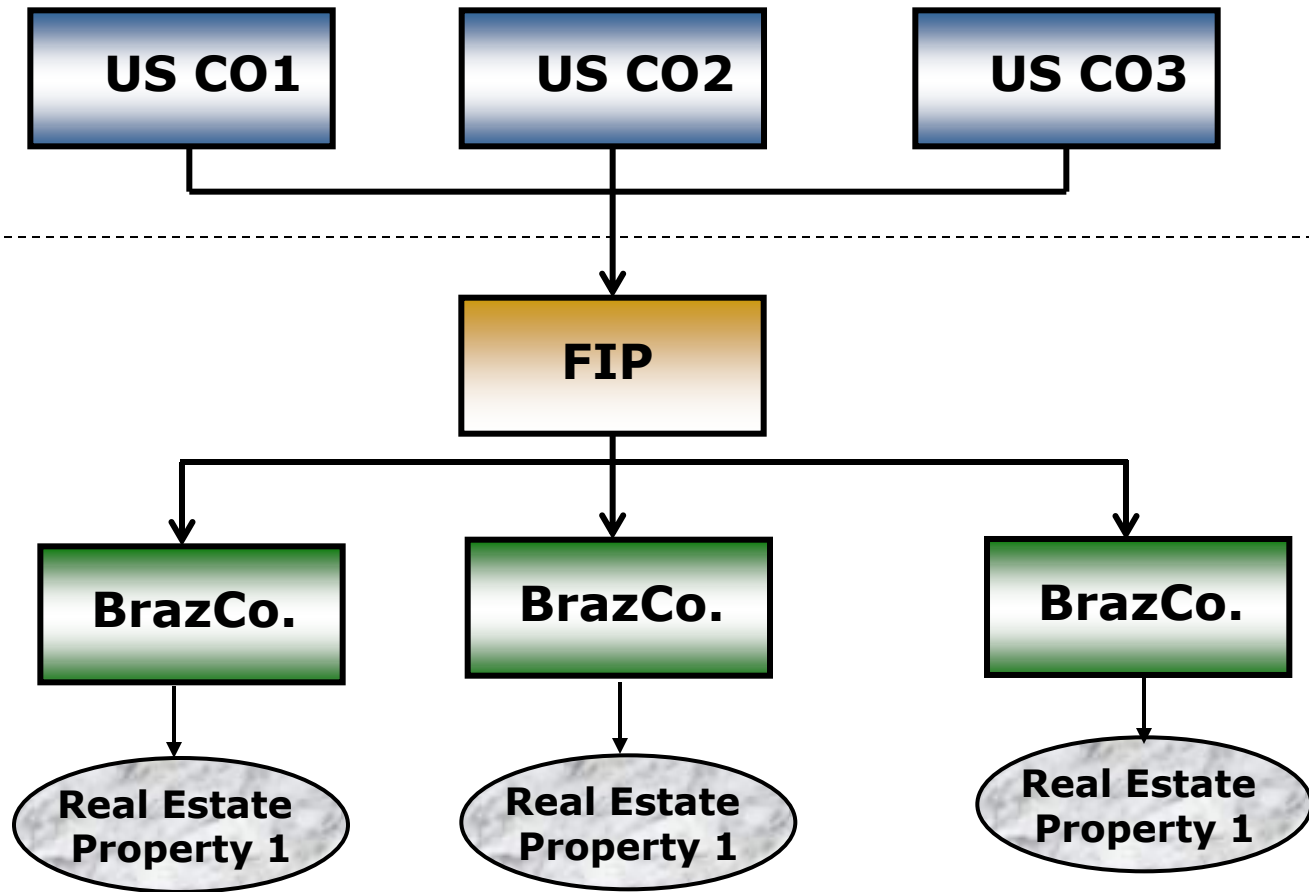 US CO1
US CO2
US CO3
FIP
BrazCo.
BrazCo.
BrazCo.
Real Estate
Property 1
Real Estate
Property 1
Real Estate
Property 1